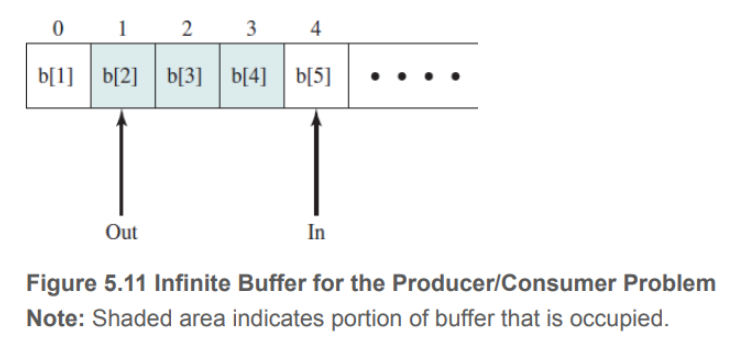 0 1 2 3 4
b[1] b[2] b[3] b[4] b[5] • • • •
Out In
Figure 5.11 Infinite Buffer for the Producer/Consumer Problem
Note: Shaded area indicates portion of buffer that is occupied.